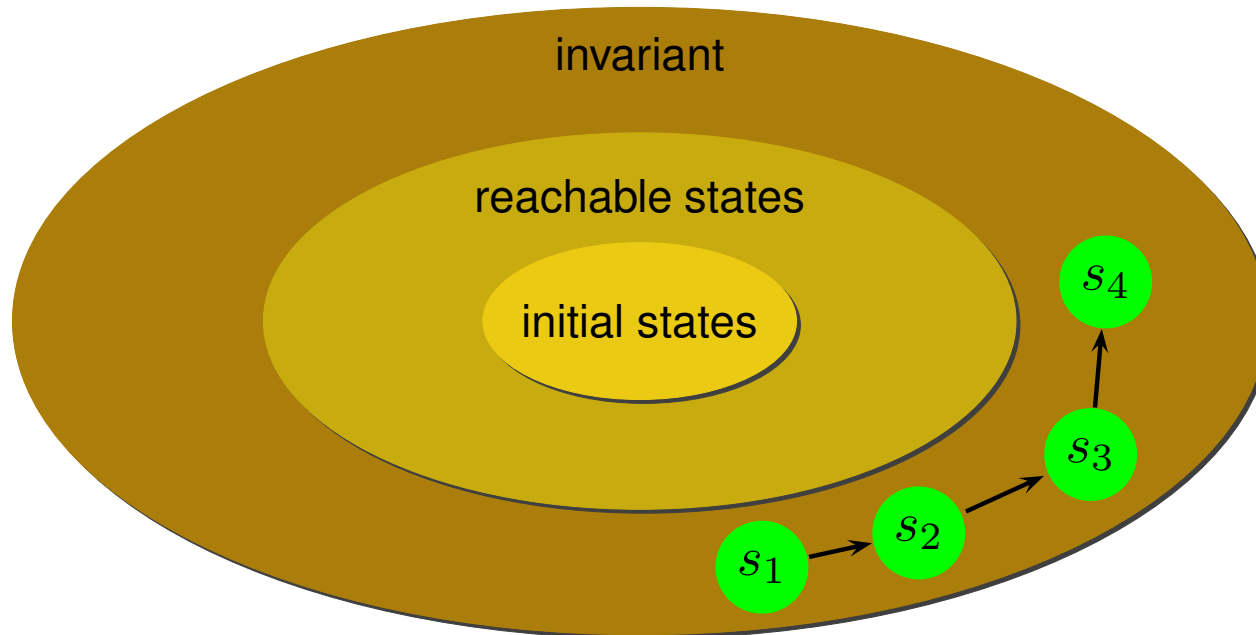 invariant
reachable states
initial states
s₄
s₃
s₂
s₁